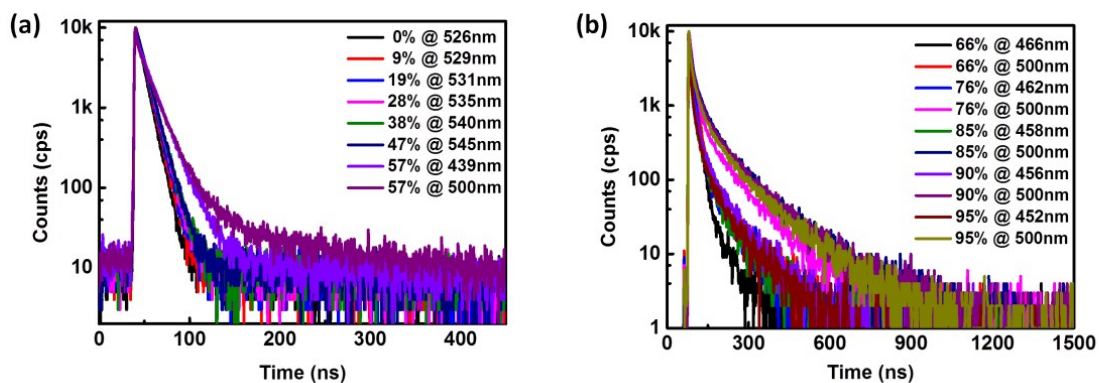 (a)
10k
1k
100
10
Counts (cps)
0% @ 526nm
9% @ 529nm
19% @ 531nm
28% @ 535nm
38% @ 540nm
47% @ 545nm
57% @ 439nm
57% @ 500nm
0 100 200 300 400
Time (ns)
(b)
10k
1k
100
10
1
Counts (cps)
66% @ 466nm
66% @ 500nm
76% @ 462nm
76% @ 500nm
85% @ 458nm
85% @ 500nm
90% @ 456nm
90% @ 500nm
95% @ 452nm
95% @ 500nm
0 300 600 900 1200 1500
Time (ns)